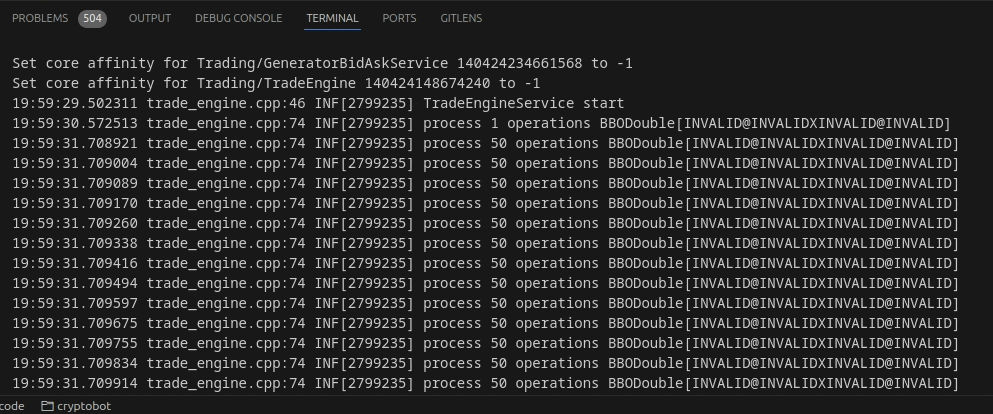 PROBLEMS 504 OUTPUT DEBUG CONSOLE TERMINAL PORTS GITLENS
Set core affinity for Trading/GeneratorBidAskService 140424234661568 to -1
Set core affinity for Trading/TradeEngine 140424148674240 to -1
19:59:29.502311 trade_engine.cpp:46 INF[2799235] TradeEngineService start
19:59:30.572513 trade_engine.cpp:74 INF[2799235] process 1 operations BBODouble[INVALID@INVALIDXINVALID@INVALID]
19:59:31.708921 trade_engine.cpp:74 INF[2799235] process 50 operations BBODouble[INVALID@INVALIDXINVALID@INVALID]
19:59:31.709004 trade_engine.cpp:74 INF[2799235] process 50 operations BBODouble[INVALID@INVALIDXINVALID@INVALID]
19:59:31.709089 trade_engine.cpp:74 INF[2799235] process 50 operations BBODouble[INVALID@INVALIDXINVALID@INVALID]
19:59:31.709170 trade_engine.cpp:74 INF[2799235] process 50 operations BBODouble[INVALID@INVALIDXINVALID@INVALID]
19:59:31.709260 trade_engine.cpp:74 INF[2799235] process 50 operations BBODouble[INVALID@INVALIDXINVALID@INVALID]
19:59:31.709338 trade_engine.cpp:74 INF[2799235] process 50 operations BBODouble[INVALID@INVALIDXINVALID@INVALID]
19:59:31.709416 trade_engine.cpp:74 INF[2799235] process 50 operations BBODouble[INVALID@INVALIDXINVALID@INVALID]
19:59:31.709494 trade_engine.cpp:74 INF[2799235] process 50 operations BBODouble[INVALID@INVALIDXINVALID@INVALID]
19:59:31.709597 trade_engine.cpp:74 INF[2799235] process 50 operations BBODouble[INVALID@INVALIDXINVALID@INVALID]
19:59:31.709675 trade_engine.cpp:74 INF[2799235] process 50 operations BBODouble[INVALID@INVALIDXINVALID@INVALID]
19:59:31.709755 trade_engine.cpp:74 INF[2799235] process 50 operations BBODouble[INVALID@INVALIDXINVALID@INVALID]
19:59:31.709834 trade_engine.cpp:74 INF[2799235] process 50 operations BBODouble[INVALID@INVALIDXINVALID@INVALID]
19:59:31.709914 trade_engine.cpp:74 INF[2799235] process 50 operations BBODouble[INVALID@INVALIDXINVALID@INVALID]
code cryptobot